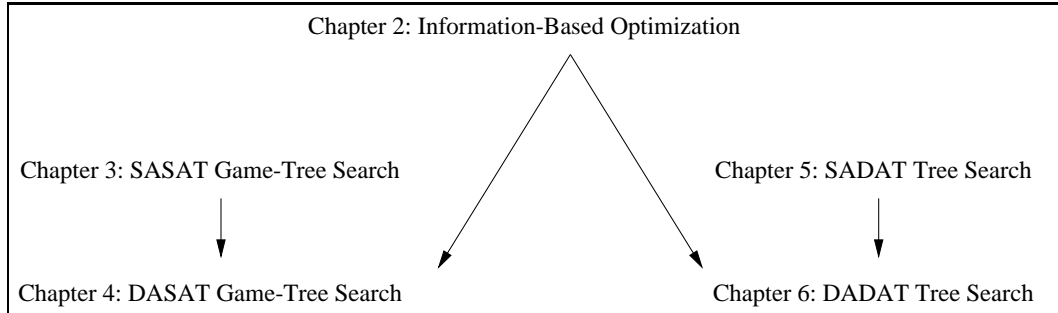 Chapter 2: Information-Based Optimization
Chapter 3: SASAT Game-Tree Search
Chapter 5: SADAT Tree Search
Chapter 4: DASAT Game-Tree Search
Chapter 6: DADAT Tree Search